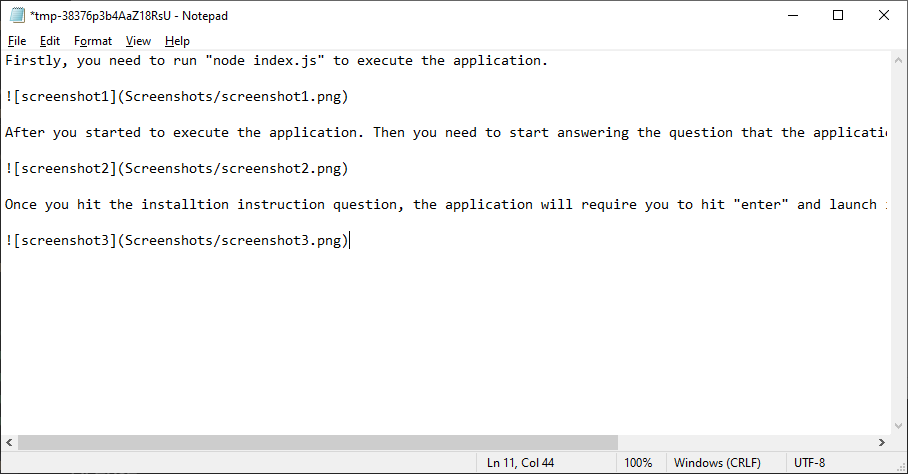 *tmp-38376p3b4AaZ18RsU - Notepad
File Edit Format View Help
Firstly, you need to run "node index.js" to execute the application.
![screenshot1](Screenshots/screenshot1.png)
After you started to execute the application. Then you need to start answering the question that the
![screenshot2](Screenshots/screenshot2.png)
Once you hit the installtion instruction question, the application will require you to hit "enter" and launch
![screenshot3](Screenshots/screenshot3.png)
Ln 11, Col 44 100% Windows (CRLF) UTF-8